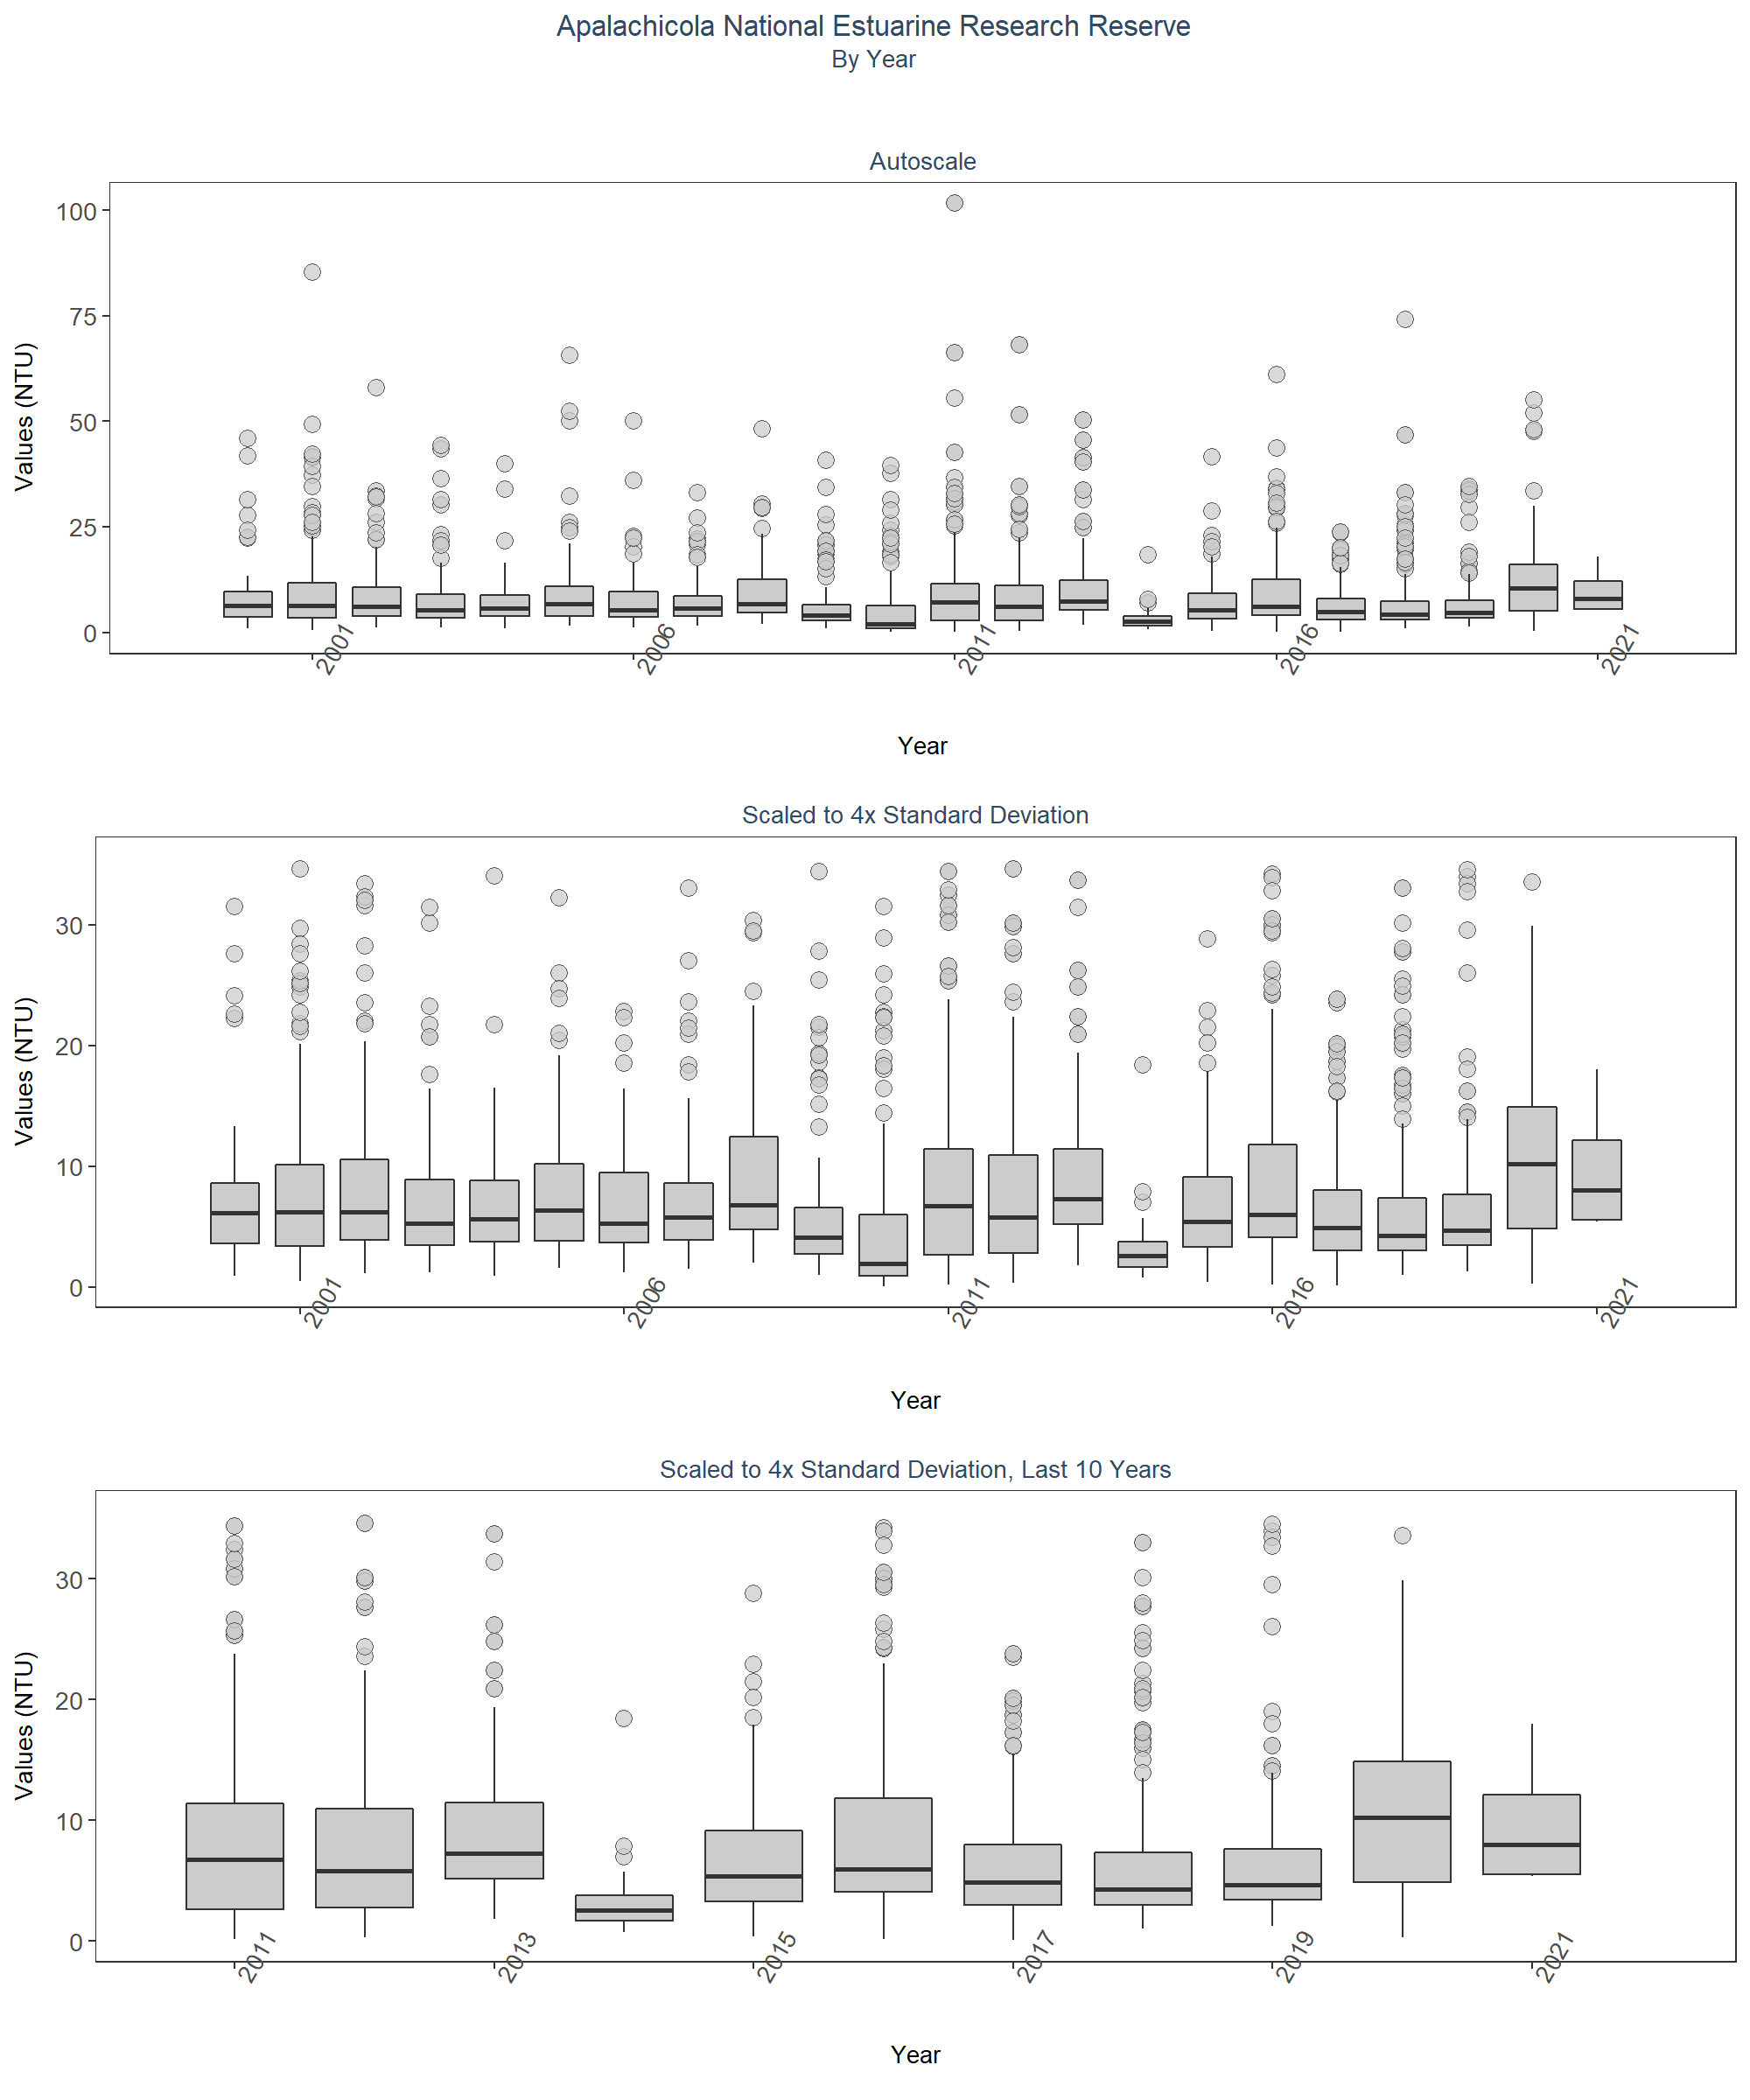 Apalachicola National Estuarine Research Reserve
By Year
Autoscale
Values (NTU)
100
75
50
25
0
2001
2006
2011
2016
2021
Year
Scaled to 4x Standard Deviation
Values (NTU)
30
20
10
0
2001
2006
2011
2016
2021
Year
Scaled to 4x Standard Deviation, Last 10 Years
Values (NTU)
30
20
10
0
2011
2013
2015
2017
2019
2021
Year